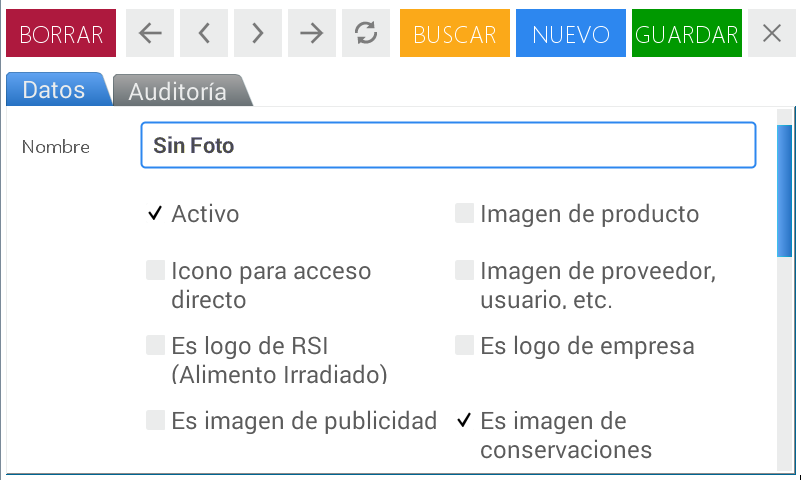 BORRAR BUSCAR NUEVO GUARDAR
Datos Auditoría
Nombre Sin Foto
Activo Imagen de producto
Icono para acceso Imagen de proveedor,
directo usuario, etc.
Es logo de RSI Es logo de empresa
(Alimento Irradiado)
Es imagen de publicidad Es imagen de
conservaciones